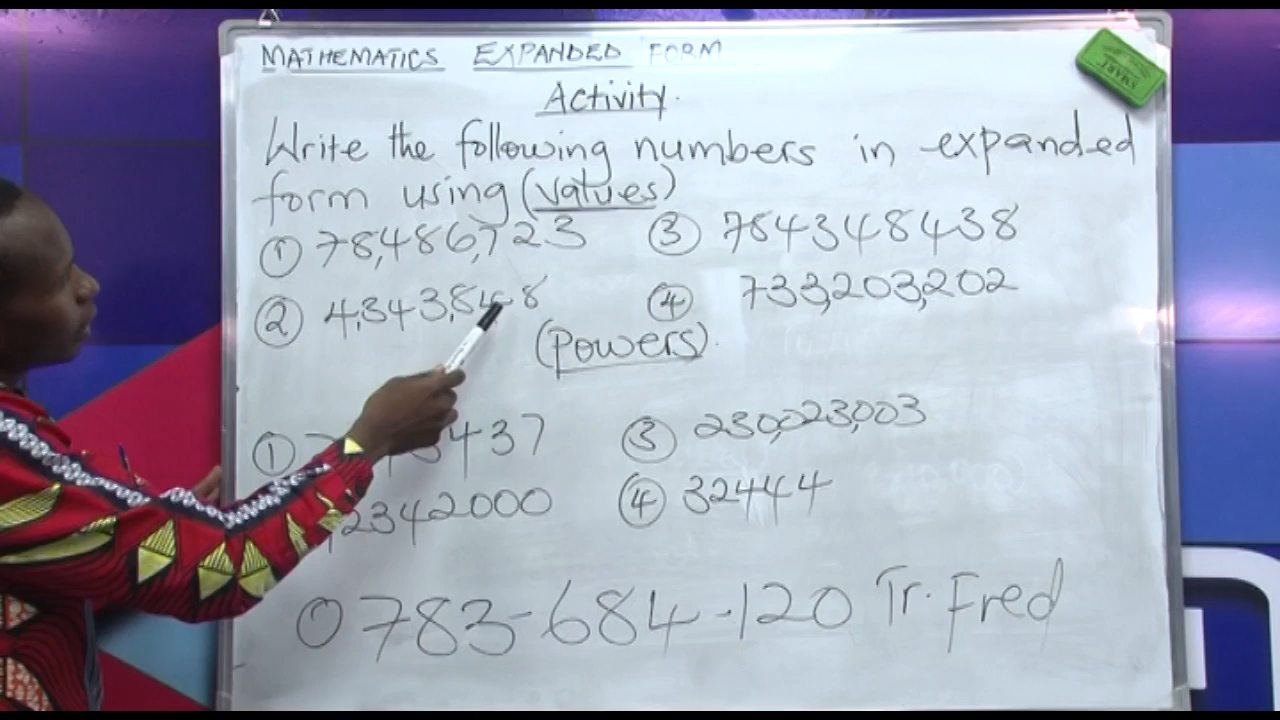 MATHEMATICS EXPANDED FORM
Activity.
Write the following numbers in expanded
form using (values)
① 78,486,723 ③ 784348438
② 4,343,848 ④ 733,203,202
(Powers).
① 437 ③ 230,023,003
2342000 ④ 32444
0783-684-120 Tr. Fred
SMART